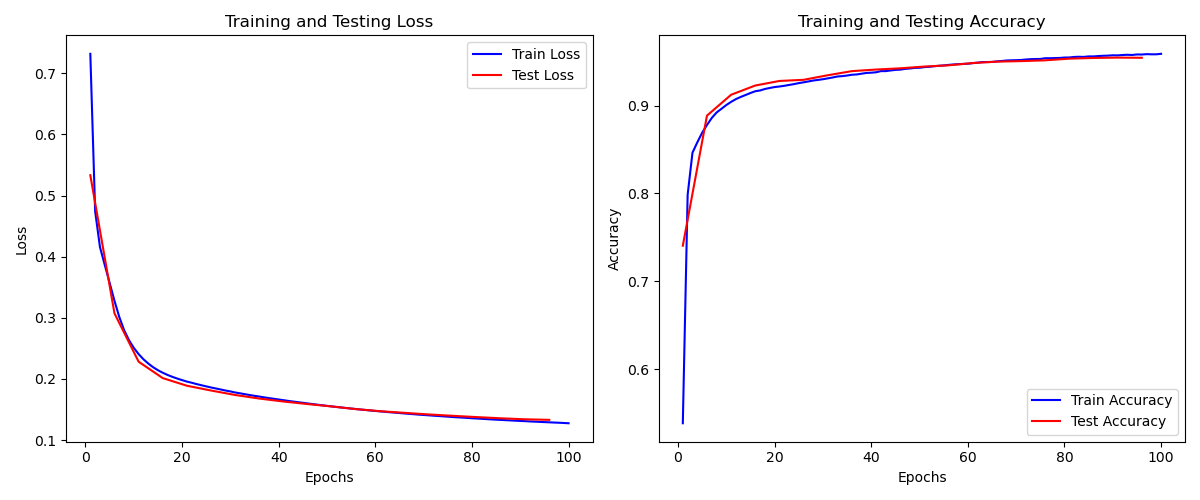 Training and Testing Loss
Train Loss
Test Loss
Loss
0.7
0.6
0.5
0.4
0.3
0.2
0.1
0 20 40 60 80 100
Epochs
Training and Testing Accuracy
Accuracy
0.9
0.8
0.7
0.6
Train Accuracy
Test Accuracy
0 20 40 60 80 100
Epochs